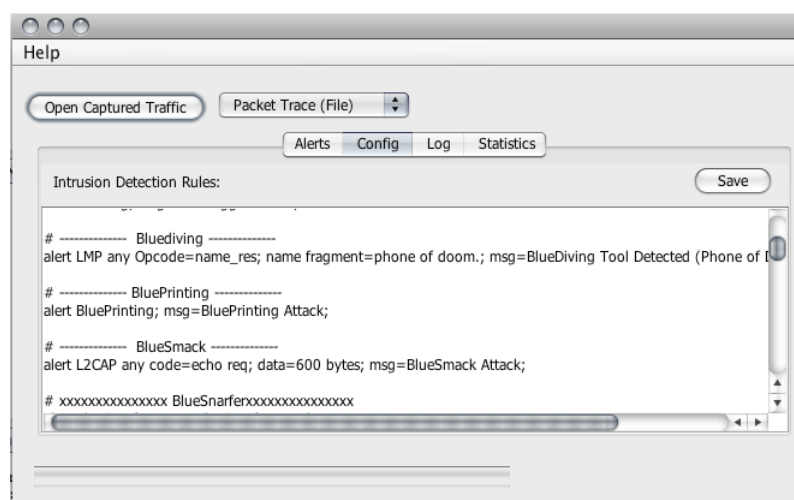 Help
Open Captured Traffic Packet Trace (File)
Alerts Config Log Statistics
Intrusion Detection Rules: Save
# -------------- Bluediving --------------
alert LMP any Opcode=name_res; name fragment=phone of doom.; msg=BlueDiving Tool Detected (Phone of
# -------------- BluePrinting --------------
alert BluePrinting; msg=BluePrinting Attack;
# -------------- BlueSmack --------------
alert L2CAP any code=echo req; data=600 bytes; msg=BlueSmack Attack;
# xxxxxxxxxxxxxxx BlueSnarferxxxxxxxxxxxxxxx